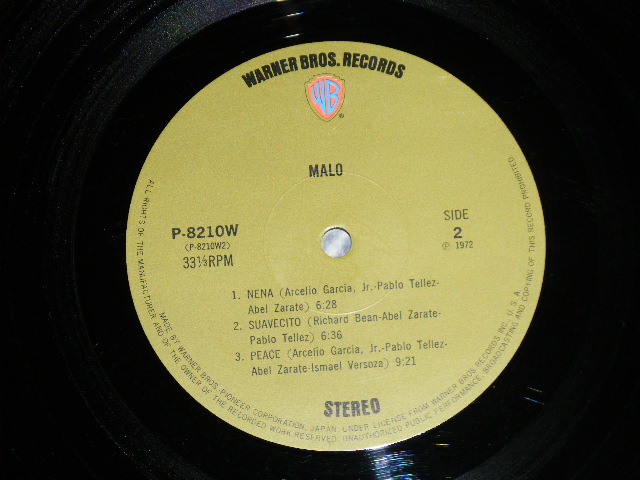 WARNER BROS. RECORDS
WB
®
MALO
P-8210W
(P-8210W2)
33⅓RPM
SIDE
2
℗ 1972
1. NENA (Arcelio Garcia, Jr.-Pablo Tellez-
Abel Zarate) 6:28
2. SUAVECITO (Richard Bean-Abel Zarate-
Pablo Tellez) 6:36
3. PEACE (Arcelio Garcia, Jr.-Pablo Tellez-
Abel Zarate-Ismael Versoza) 9:21
STEREO
MADE BY WARNER BROS.-PIONEER CORPORATION, JAPAN, UNDER LICENSE FROM WARNER BROS RECORDS INC. U. S. A.
ALL RIGHTS OF THE MANUFACTURER AND OF THE OWNER OF THE RECORDED WORK RESERVED. UNAUTHORIZED PUBLIC PERFORMANCE, BROADCASTING AND COPYING OF THIS RECORD PROHIBITED